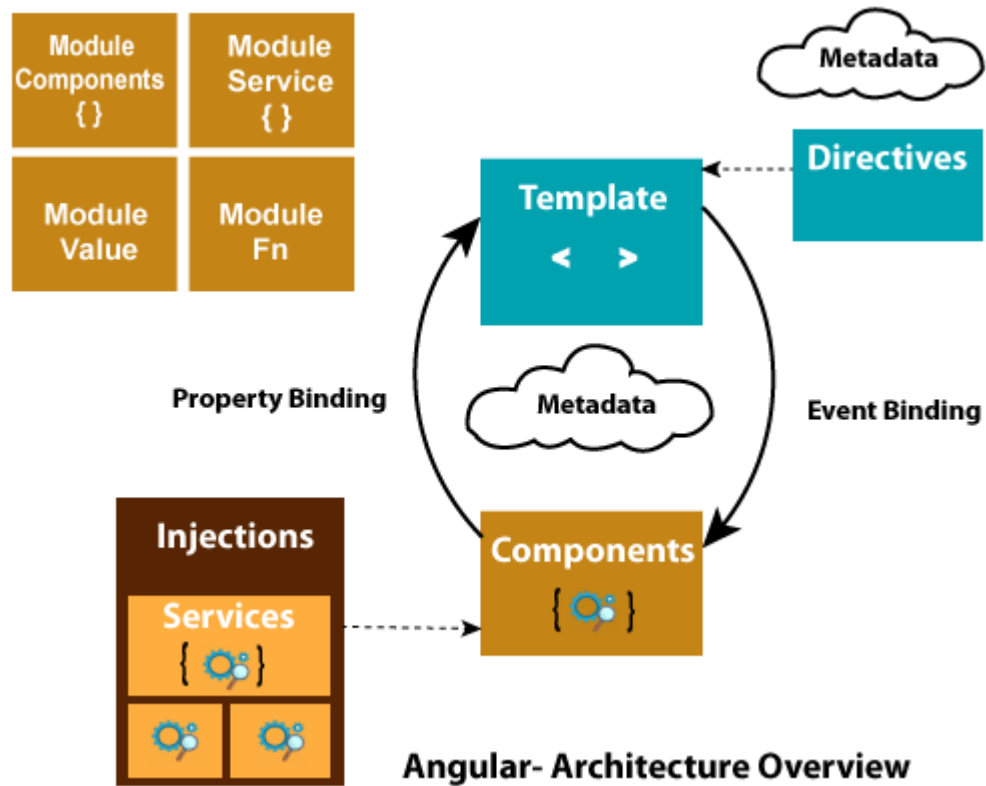 Module
Components
{ }
Module
Service
{ }
Module
Value
Module
Fn
Metadata
Directives
Template
< >
Property Binding
Metadata
Event Binding
Injections
Services
{ }
Components
{ }
Angular- Architecture Overview